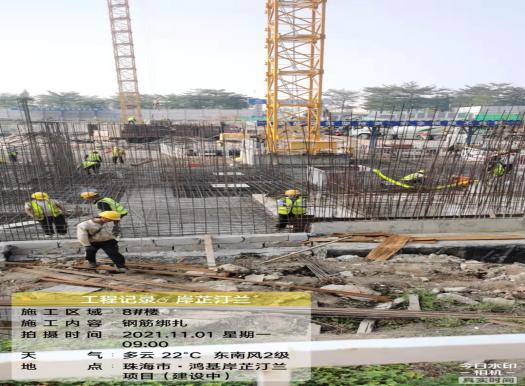 工程记录 岸芷汀兰
施工区域：8#楼
施工内容：钢筋绑扎
拍摄时间：2021.11.01 星期一
09:00
天气：多云 22°C 东南风2级
地点：珠海市·鸿基岸芷汀兰
项目（建设中）
今日水印
相机
真实时间